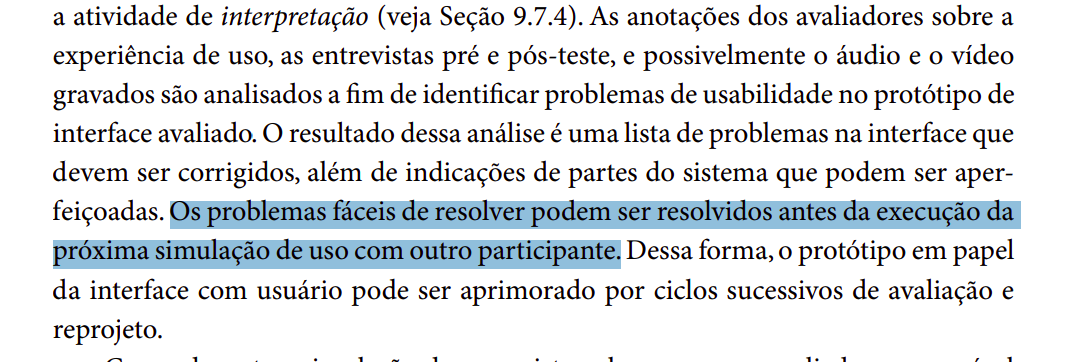 a atividade de interpretação (veja Seção 9.7.4). As anotações dos avaliadores sobre a
experiência de uso, as entrevistas pré e pós-teste, e possivelmente o áudio e o vídeo
gravados são analisados a fim de identificar problemas de usabilidade no protótipo de
interface avaliado. O resultado dessa análise é uma lista de problemas na interface que
devem ser corrigidos, além de indicações de partes do sistema que podem ser aper-
feiçoadas. Os problemas fáceis de resolver podem ser resolvidos antes da execução da
próxima simulação de uso com outro participante. Dessa forma, o protótipo em papel
da interface com usuário pode ser aprimorado por ciclos sucessivos de avaliação e
reprojeto.